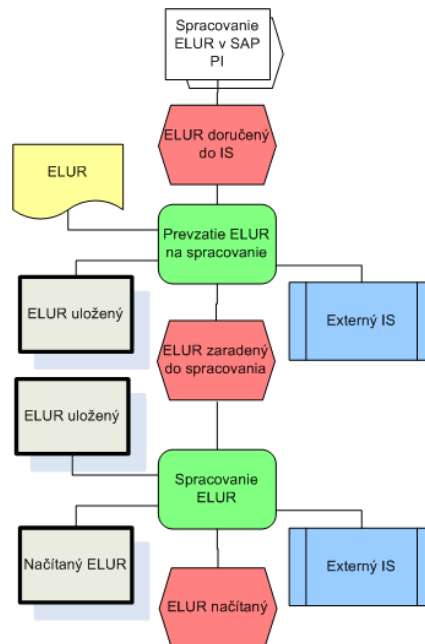 Spracovanie
ELUR v SAP
PI
ELUR doručený
do IS
ELUR
Prevzatie ELUR
na spracovanie
ELUR uložený
Externý IS
ELUR zaradený
do spracovania
ELUR uložený
Spracovanie
ELUR
Načítaný ELUR
Externý IS
ELUR načítaný